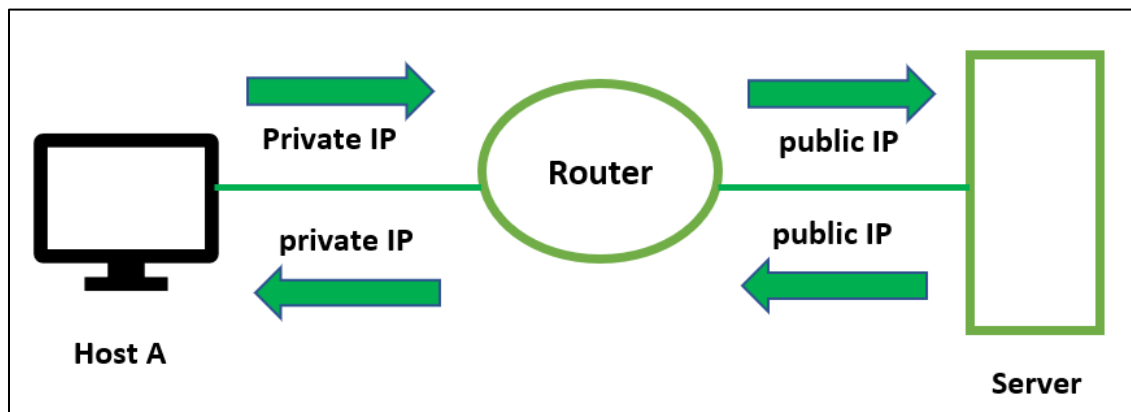 Private IP
public IP
Router
private IP
public IP
Host A
Server